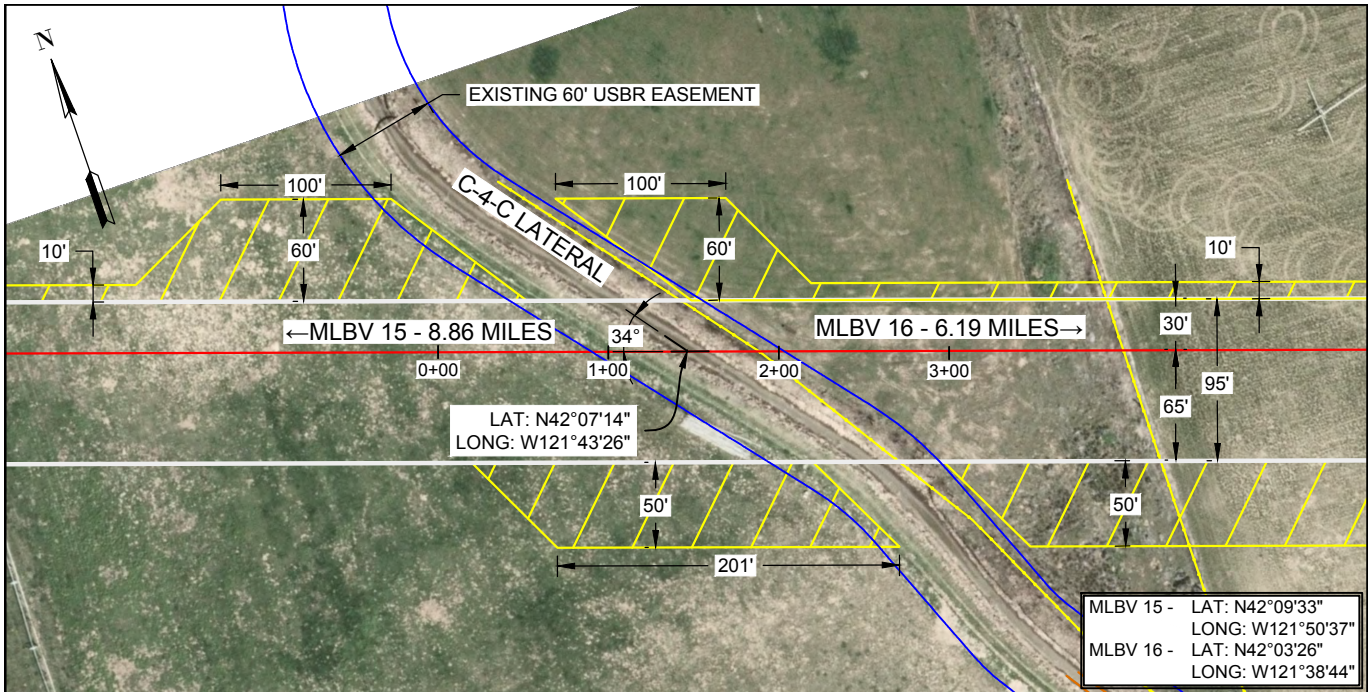 N
EXISTING 60' USBR EASEMENT
100'
C-4-C LATERAL
100'
10'
60'
60'
10'
←MLBV 15 - 8.86 MILES
34°
MLBV 16 - 6.19 MILES→
30'
0+00
1+00
2+00
3+00
95'
65'
LAT: N42°07'14"
LONG: W121°43'26"
50'
50'
201'
MLBV 15 - LAT: N42°09'33"
LONG: W121°50'37"
MLBV 16 - LAT: N42°03'26"
LONG: W121°38'44"